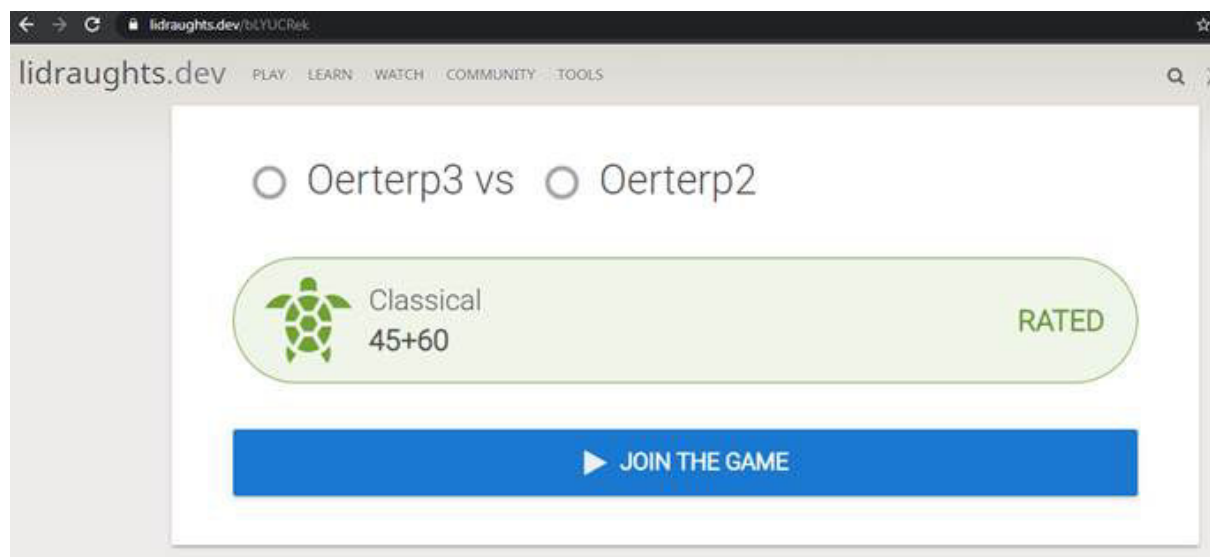 lidraughts.dev/bLYUCRek
lidraughts.dev PLAY LEARN WATCH COMMUNITY TOOLS
Oerterp3 vs Oerterp2
Classical
45+60
RATED
JOIN THE GAME